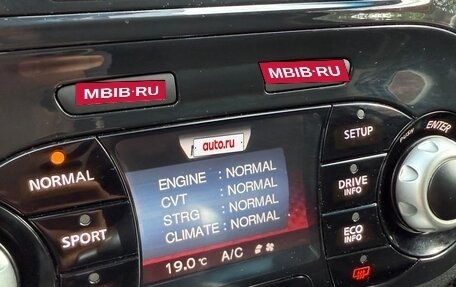 MBIB·RU
MBIB·RU
auto.ru
SETUP
PUSH ENTER
NORMAL
ENGINE : NORMAL
CVT : NORMAL
STRG : NORMAL
CLIMATE : NORMAL
DRIVE
INFO
SPORT
ECO
INFO
19.0°C A/C